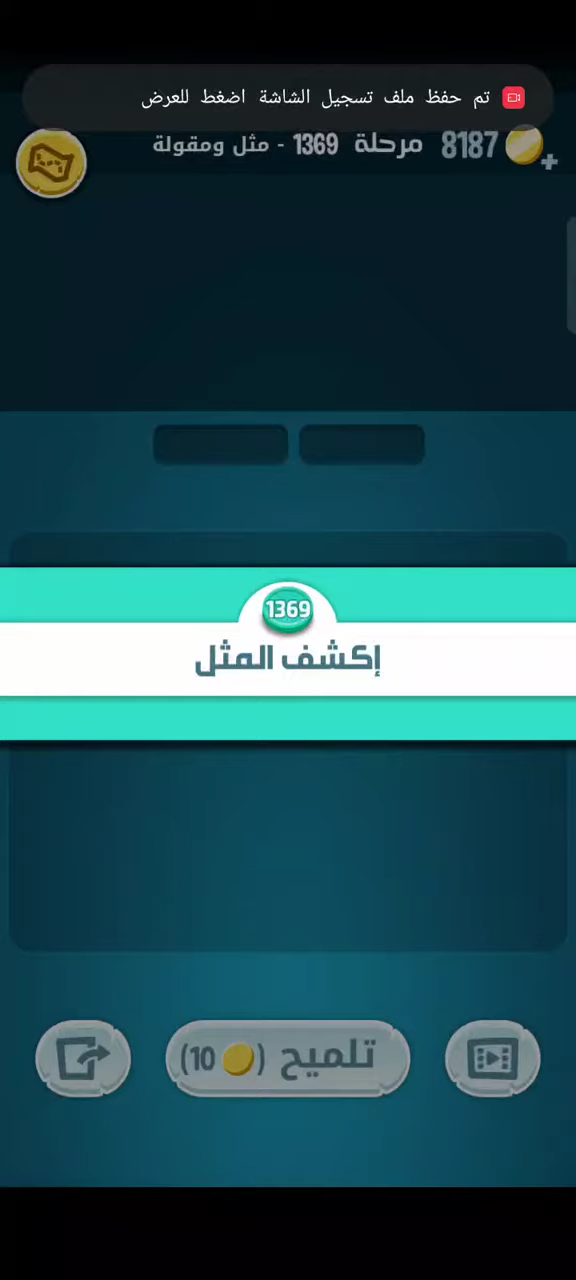 تم حفظ ملف تسجيل الشاشة اضغط للعرض
8187 مرحلة 1369 - مثل ومقولة
1369
إكشف المثل
تلميح (10)